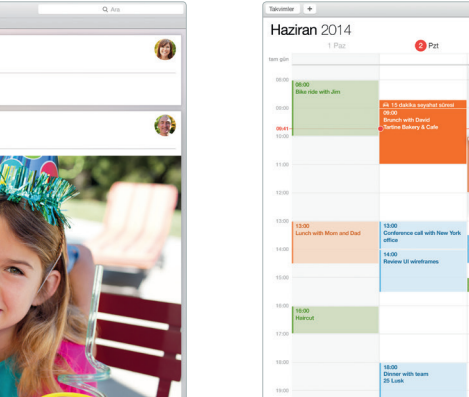 Ara
Takvimler +
Haziran 2014
1 Paz
2 Pzt
tüm gün
08:00
08:00
Bike ride with Jim
15 dakika seyahat süresi
09:00
09:00
Brunch with David
Tartine Bakery & Cafe
09:41
10:00
11:00
12:00
13:00
13:00
Lunch with Mom and Dad
13:00
Conference call with New York
office
14:00
14:00
Review UI wireframes
15:00
16:00
16:00
Haircut
17:00
18:00
18:00
Dinner with team
25 Lusk
19:00